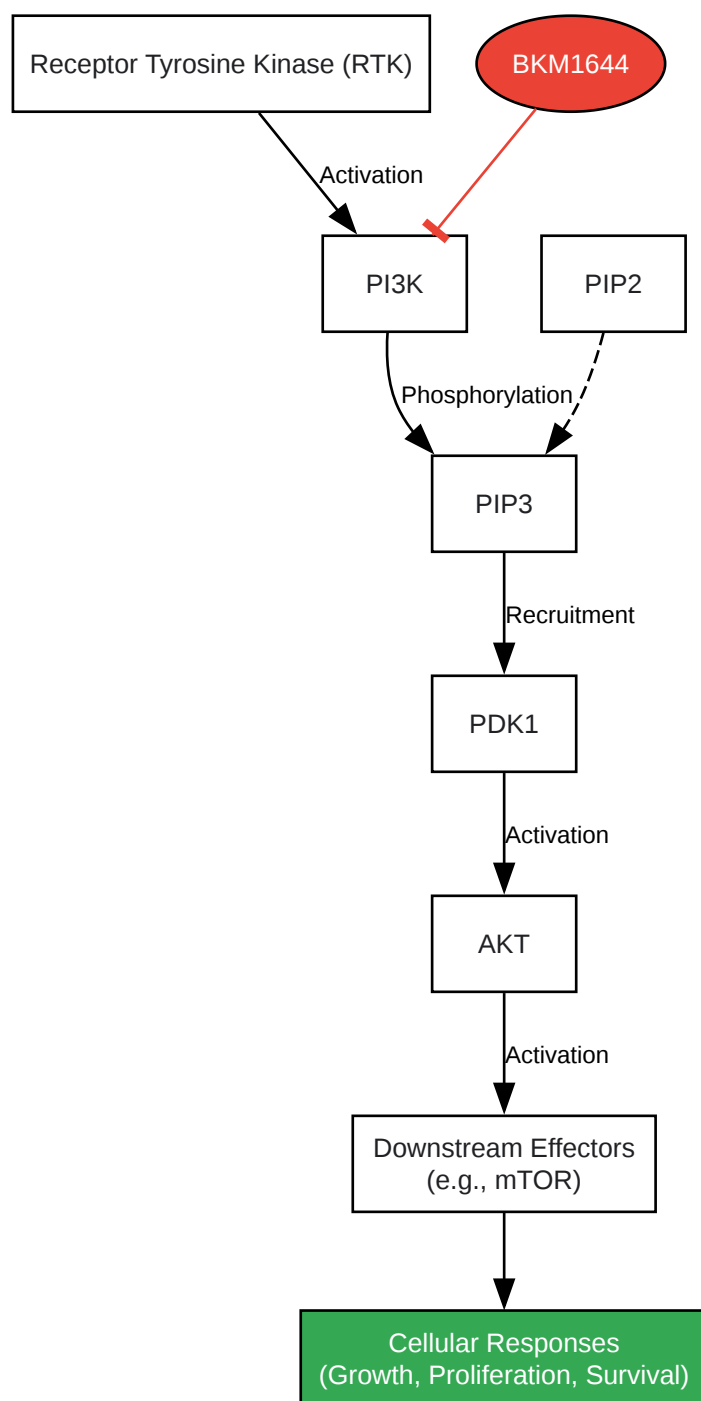 Receptor Tyrosine Kinase (RTK)
BKM1644
Activation
PI3K
PIP2
Phosphorylation
PIP3
Recruitment
PDK1
Activation
AKT
Activation
Downstream Effectors
(e.g., mTOR)
Cellular Responses
(Growth, Proliferation, Survival)